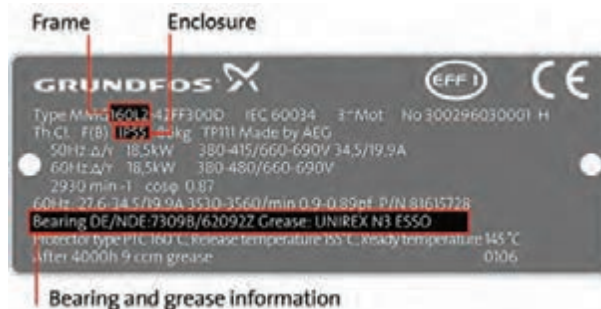 Frame Enclosure
GRUNDFOS
EFF 1 CE
Type MMG 160L2-42FF300D IEC 60034 3~Mot No 300296030001 H
Th.Cl. F(B) IP55 kg TP111 Made by AEG
50Hz Δ/Y 18,5kW 380-415/660-690V 34,5/19.9A
60Hz Δ/Y 18,5kW 380-480/660-690V
2930 min-1 cosφ 0.87
60Hz: 27.6-34.5/19.9A 3530-3560/min 0.9-0.89pf P/N 81615728
Bearing DE/NDE:7309B/62092Z Grease: UNIREX N3 ESSO
Protector type PTC 160°C, Release temperature 155°C, Ready temperature 145°C
After 4000h 9 ccm grease 0106
Bearing and grease information